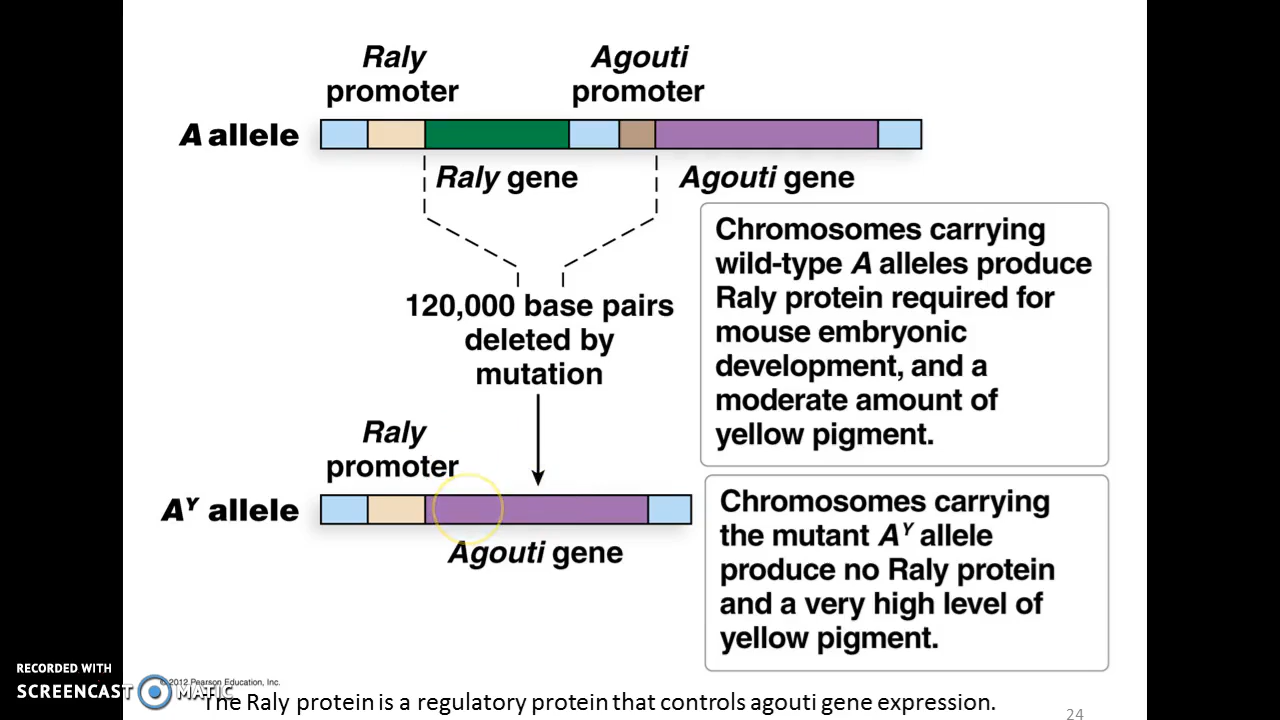 Raly
promoter
Agouti
promoter
A allele
Raly gene
Agouti gene
120,000 base pairs
deleted by
mutation
Chromosomes carrying
wild-type A alleles produce
Raly protein required for
mouse embryonic
development, and a
moderate amount of
yellow pigment.
Raly
promoter
Aʸ allele
Agouti gene
Chromosomes carrying
the mutant Aʸ allele
produce no Raly protein
and a very high level of
yellow pigment.
RECORDED WITH
SCREENCAST MATIC
© 2012 Pearson Education, Inc.
The Raly protein is a regulatory protein that controls agouti gene expression.
24